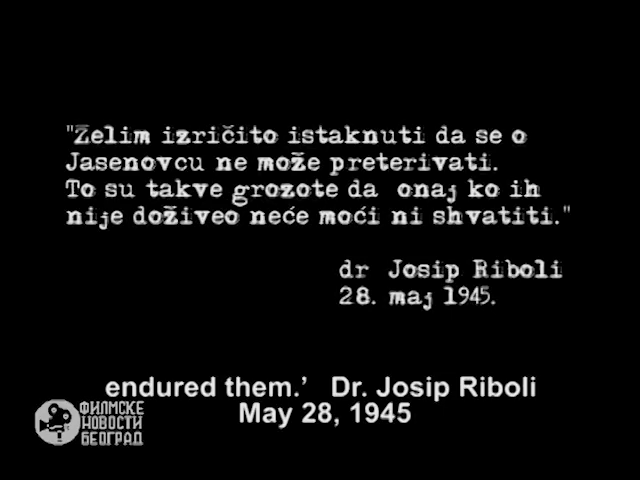 "Želim izričito istaknuti da se o
Jasenovcu ne može preterivati.
To su takve grozote da onaj ko ih
nije doživeo neće moći ni shvatiti."
dr Josip Riboli
28. maj 1945.
endured them.’ Dr. Josip Riboli
May 28, 1945
ФИЛМСКЕ
НОВОСТИ
БЕОГРАД